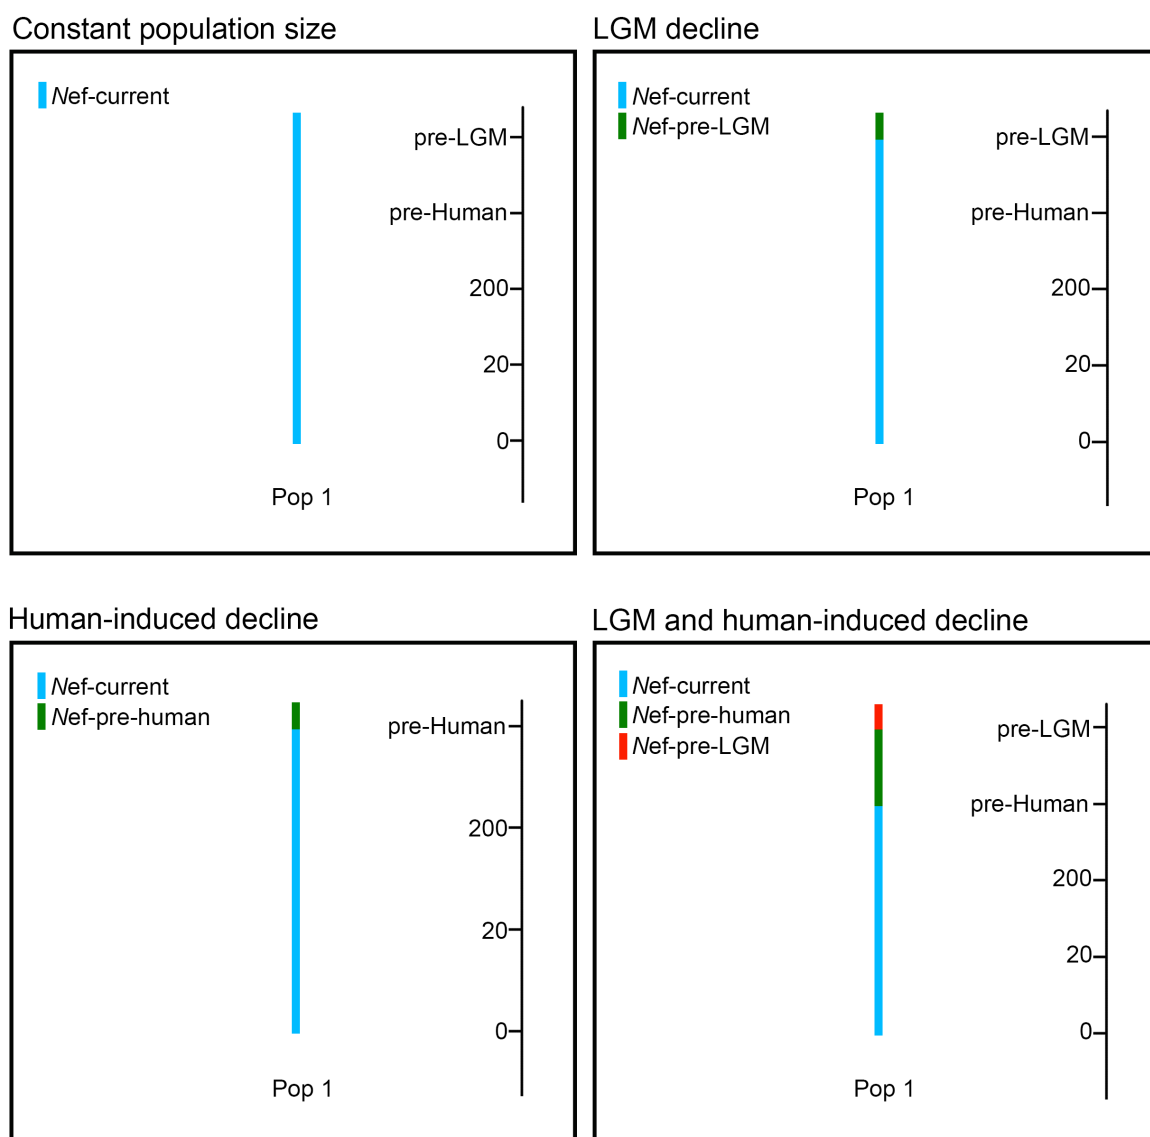 Constant population size
Nef-current
pre-LGM
pre-Human
200
20
0
Pop 1
LGM decline
Nef-current
Nef-pre-LGM
pre-LGM
pre-Human
200
20
0
Pop 1
Human-induced decline
Nef-current
Nef-pre-human
pre-Human
200
20
0
Pop 1
LGM and human-induced decline
Nef-current
Nef-pre-human
Nef-pre-LGM
pre-LGM
pre-Human
200
20
0
Pop 1